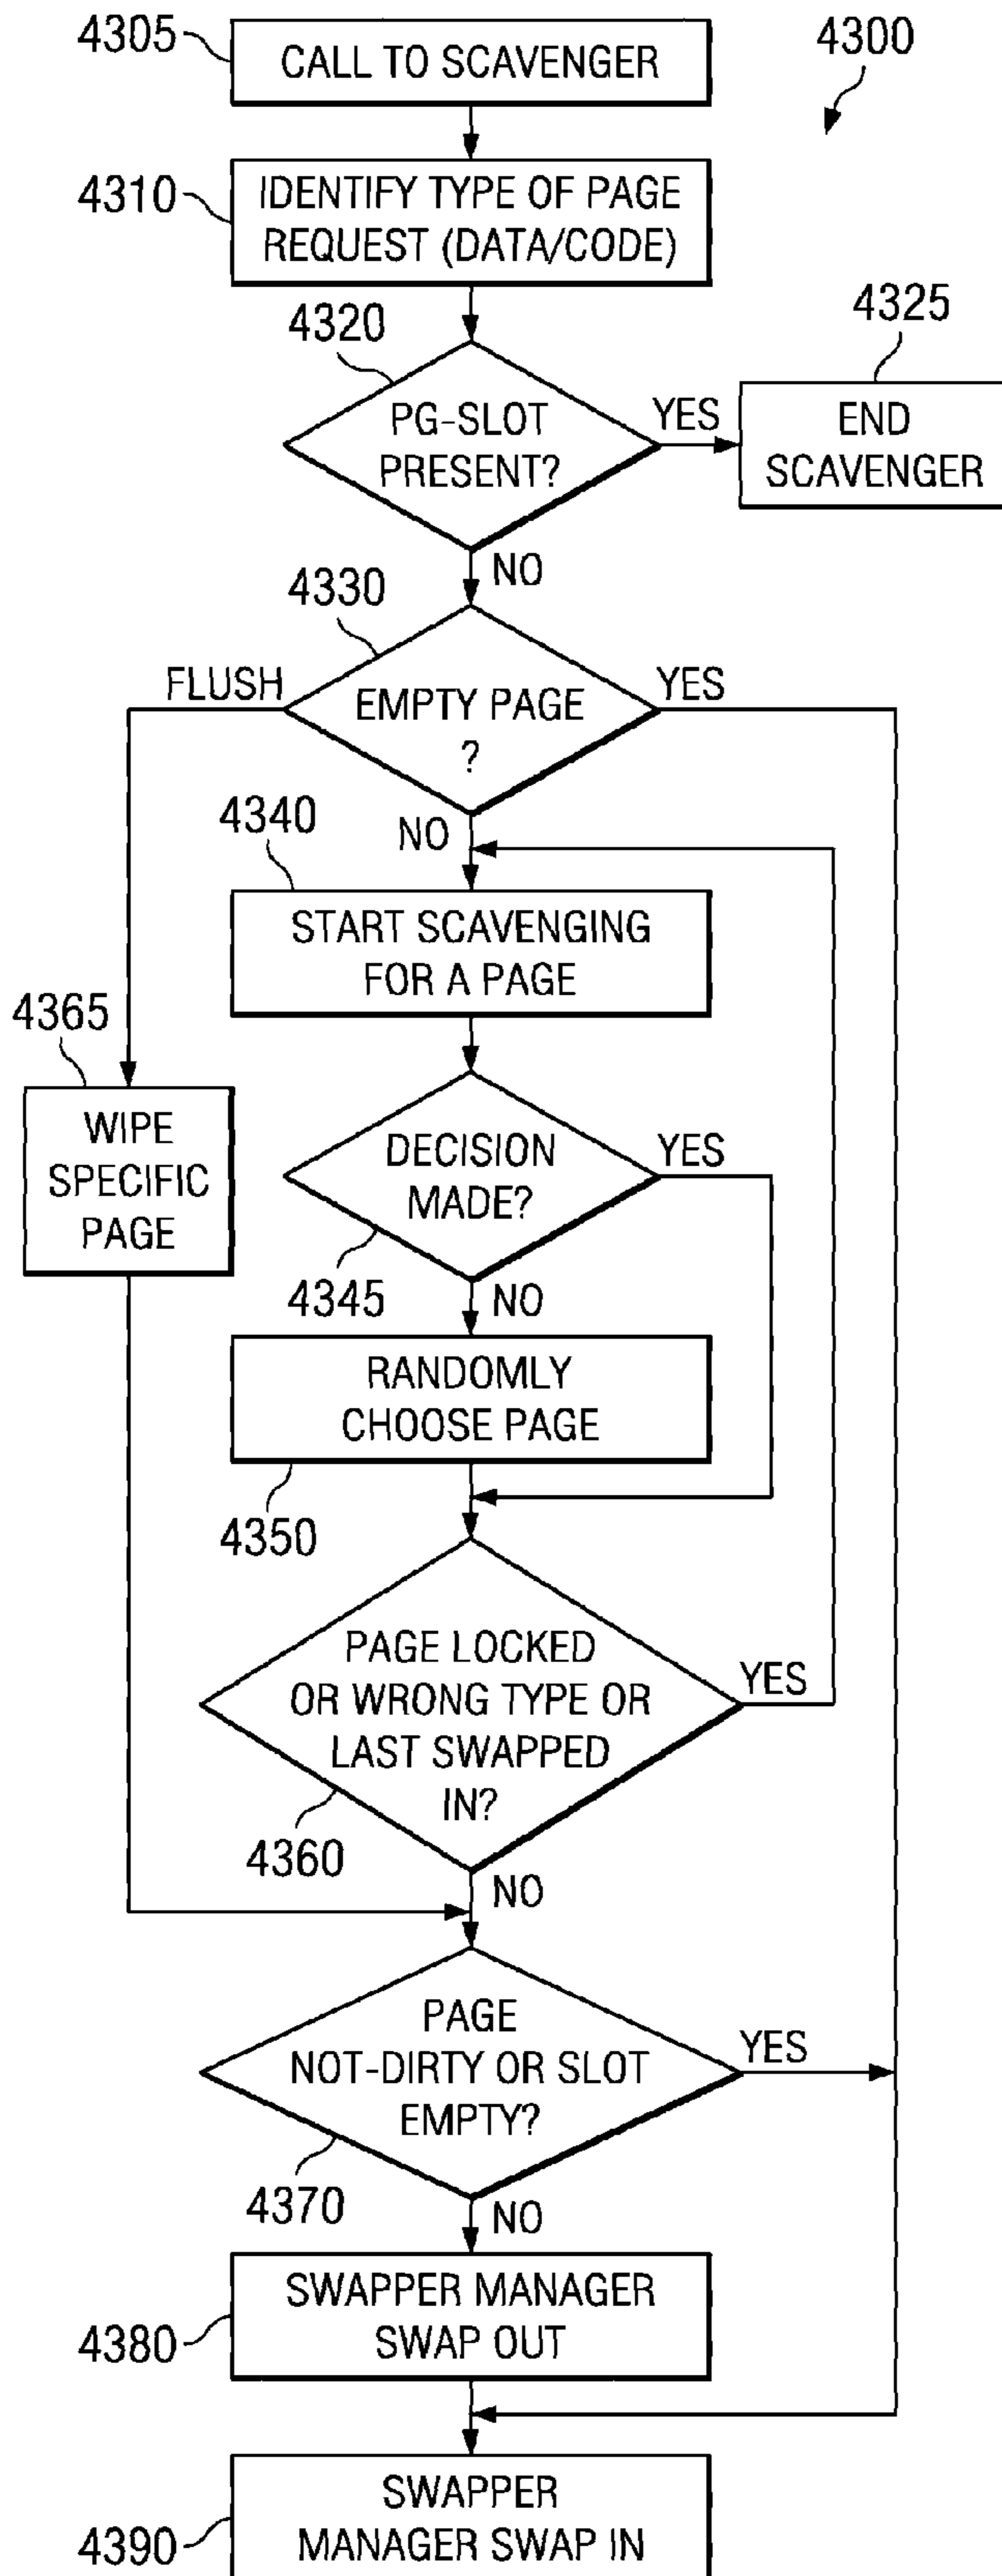 4305
CALL TO SCAVENGER
4300
4310
IDENTIFY TYPE OF PAGE
REQUEST (DATA/CODE)
4320
PG-SLOT
PRESENT?
YES
4325
END
SCAVENGER
NO
4330
FLUSH
EMPTY PAGE
?
YES
NO
4340
START SCAVENGING
FOR A PAGE
4365
WIPE
SPECIFIC
PAGE
DECISION
MADE?
YES
4345
NO
RANDOMLY
CHOOSE PAGE
4350
PAGE LOCKED
OR WRONG TYPE OR
LAST SWAPPED
IN?
YES
4360
NO
PAGE
NOT-DIRTY OR SLOT
EMPTY?
YES
4370
NO
SWAPPER MANAGER
SWAP OUT
4380
SWAPPER
MANAGER SWAP IN
4390